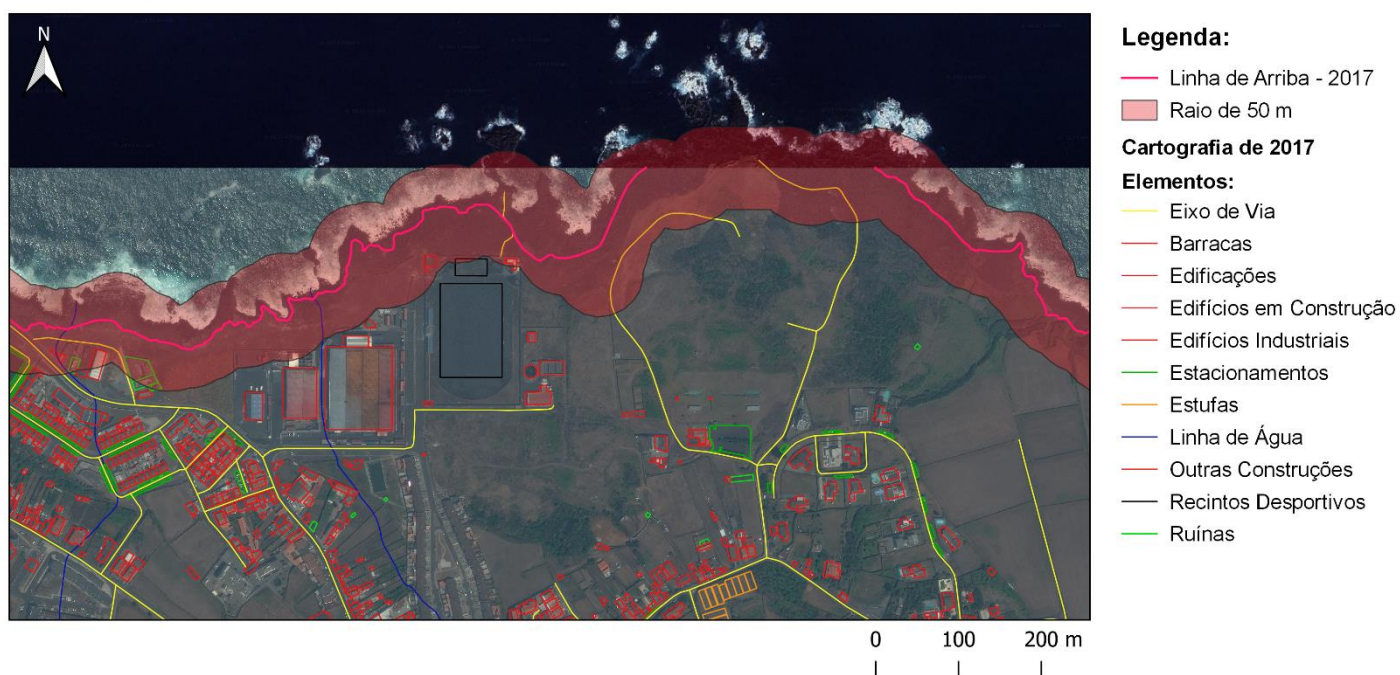 N
Legenda:
Linha de Arriba - 2017
Raio de 50 m
Cartografia de 2017
Elementos:
Eixo de Via
Barracas
Edificações
Edifícios em Construção
Edifícios Industriais
Estacionamentos
Estufas
Linha de Água
Outras Construções
Recintos Desportivos
Ruínas
0 100 200 m